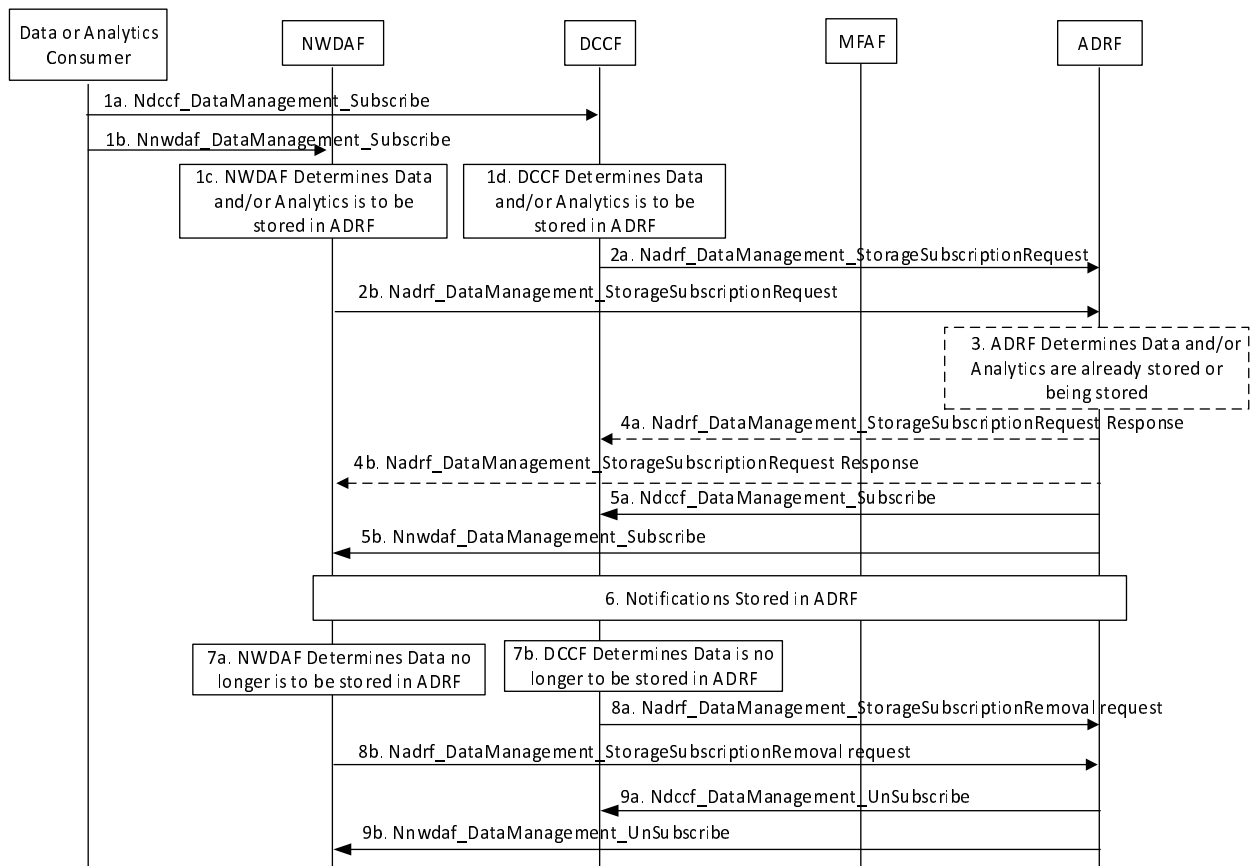 Data or Analytics
Consumer
NWDAF
DCCF
MFAF
ADRF
1a. Ndccf_DataManagement_Subscribe
1b. Nnwdaf_DataManagement_Subscribe
1c. NWDAF Determines Data
and/or Analytics is to be
stored in ADRF
1d. DCCF Determines Data
and/or Analytics is to be
stored in ADRF
2a. Nadrf_DataManagement_StorageSubscriptionRequest
2b. Nadrf_DataManagement_StorageSubscriptionRequest
3. ADRF Determines Data and/or
Analytics are already stored or
being stored
4a. Nadrf_DataManagement_StorageSubscriptionRequest Response
4b. Nadrf_DataManagement_StorageSubscriptionRequest Response
5a. Ndccf_DataManagement_Subscribe
5b. Nnwdaf_DataManagement_Subscribe
6. Notifications Stored in ADRF
7a. NWDAF Determines Data no
longer is to be stored in ADRF
7b. DCCF Determines Data is no
longer to be stored in ADRF
8a. Nadrf_DataManagement_StorageSubscriptionRemoval request
8b. Nadrf_DataManagement_StorageSubscriptionRemoval request
9a. Ndccf_DataManagement_UnSubscribe
9b. Nnwdaf_DataManagement_UnSubscribe